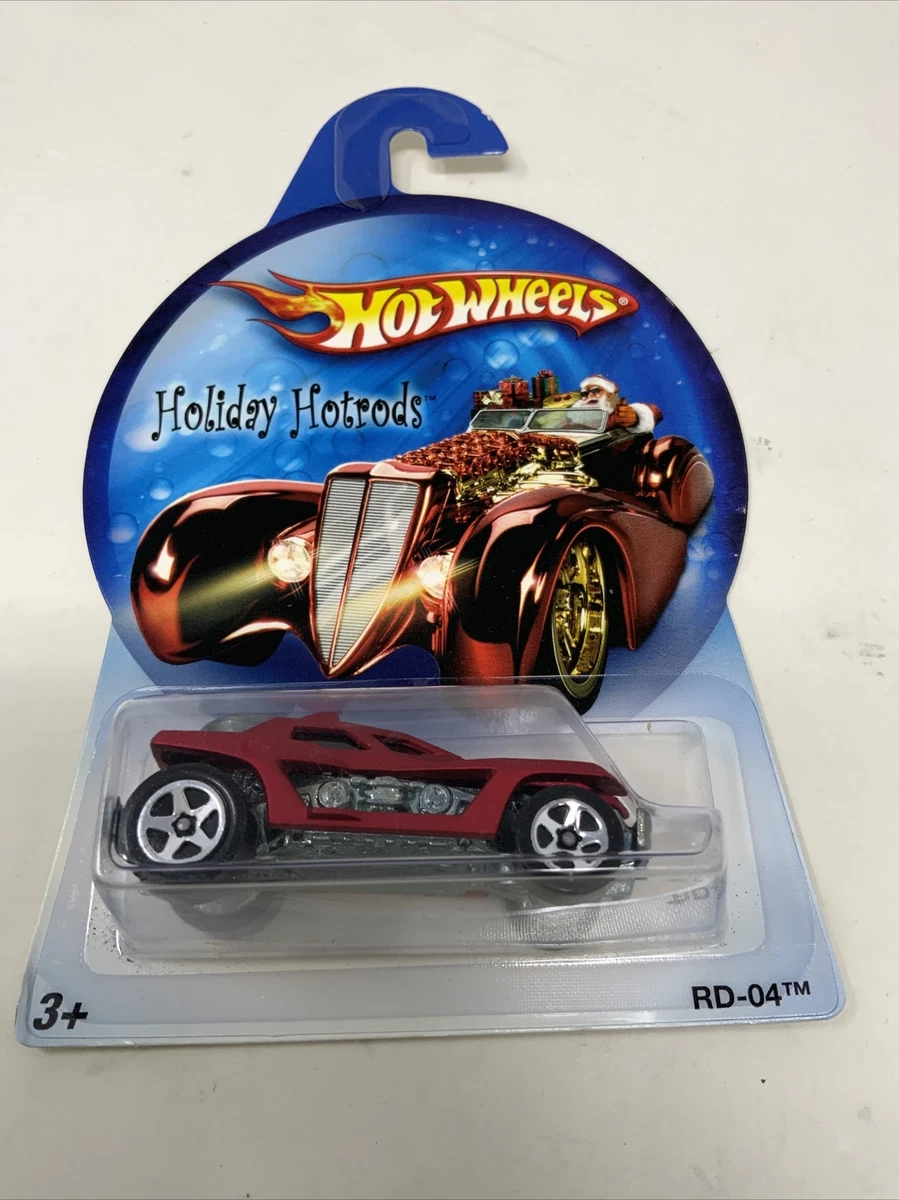 HOT WHEELS®
Holiday Hotrods™
3+
RD-04™